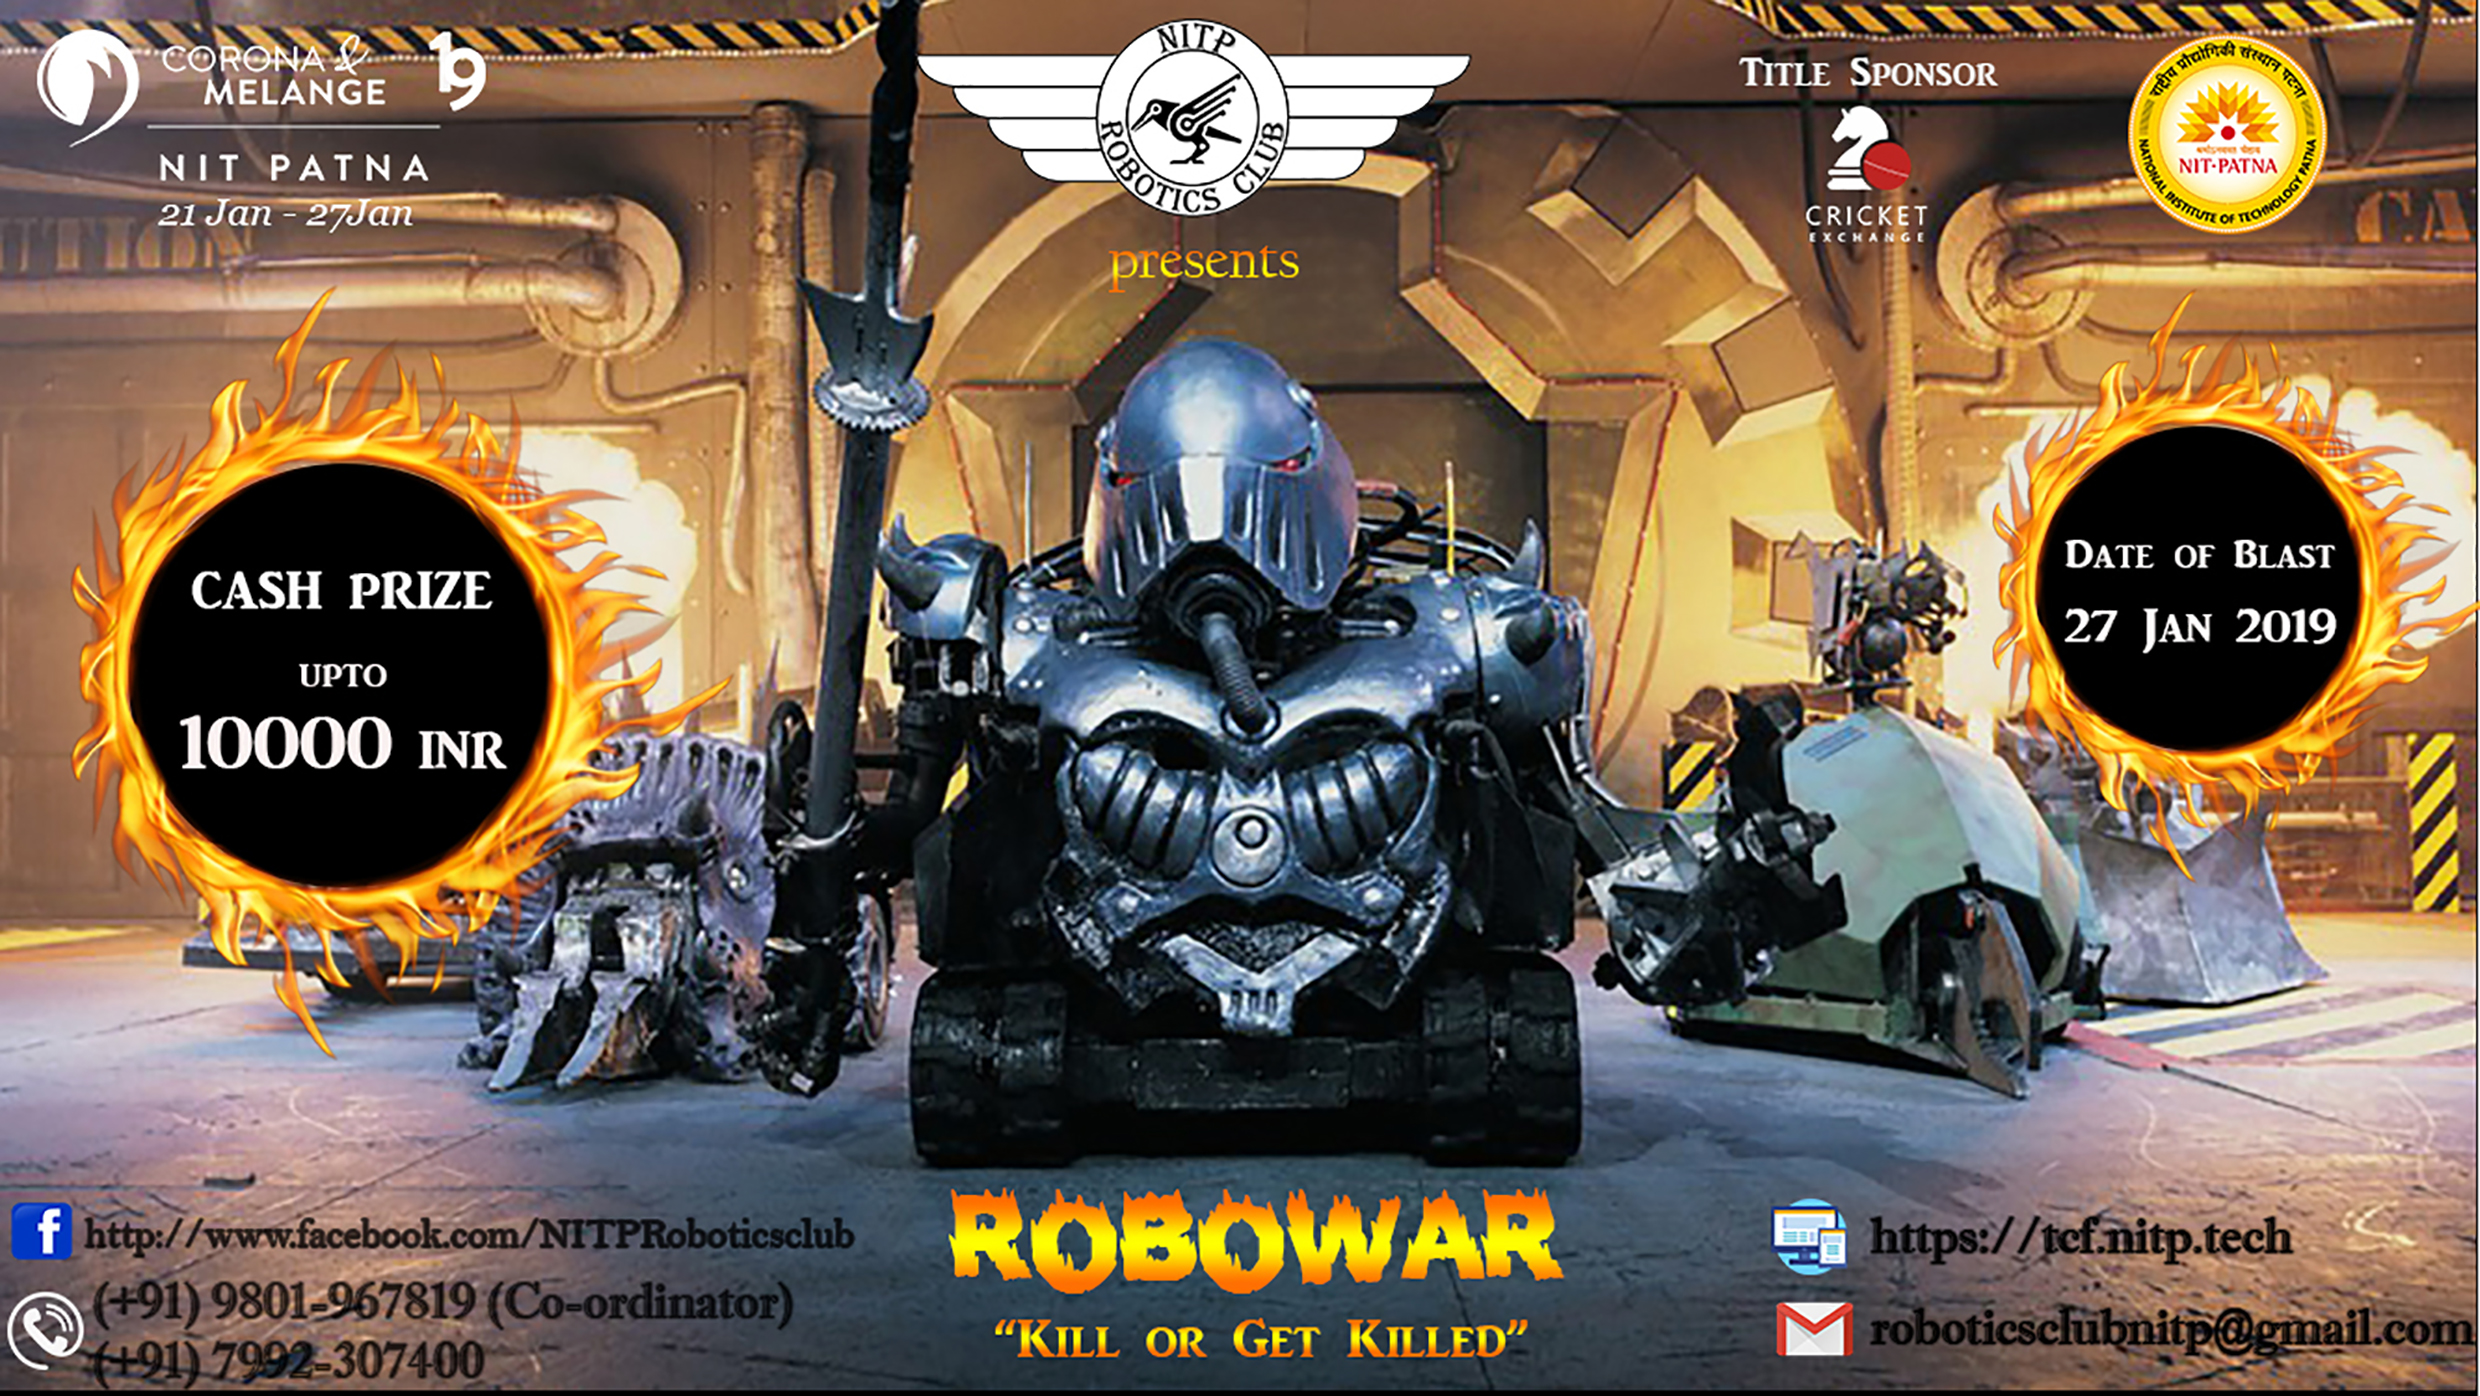 CORONA & MELANGE 19
NIT PATNA
21 Jan - 27Jan
NITP
ROBOTICS CLUB
presents
TITLE SPONSOR
CRICKET
EXCHANGE
राष्ट्रीय प्रौद्योगिकी संस्थान पटना
NIT-PATNA
NATIONAL INSTITUTE OF TECHNOLOGY PATNA
CASH PRIZE
UPTO
10000 INR
DATE OF BLAST
27 JAN 2019
CA
http://www.facebook.com/NITPRoboticsclub
(+91) 9801-967819 (Co-ordinator)
(+91) 7992-307400
ROBOWAR
“KILL OR GET KILLED”
https://tcf.nitp.tech
roboticsclubnitp@gmail.com